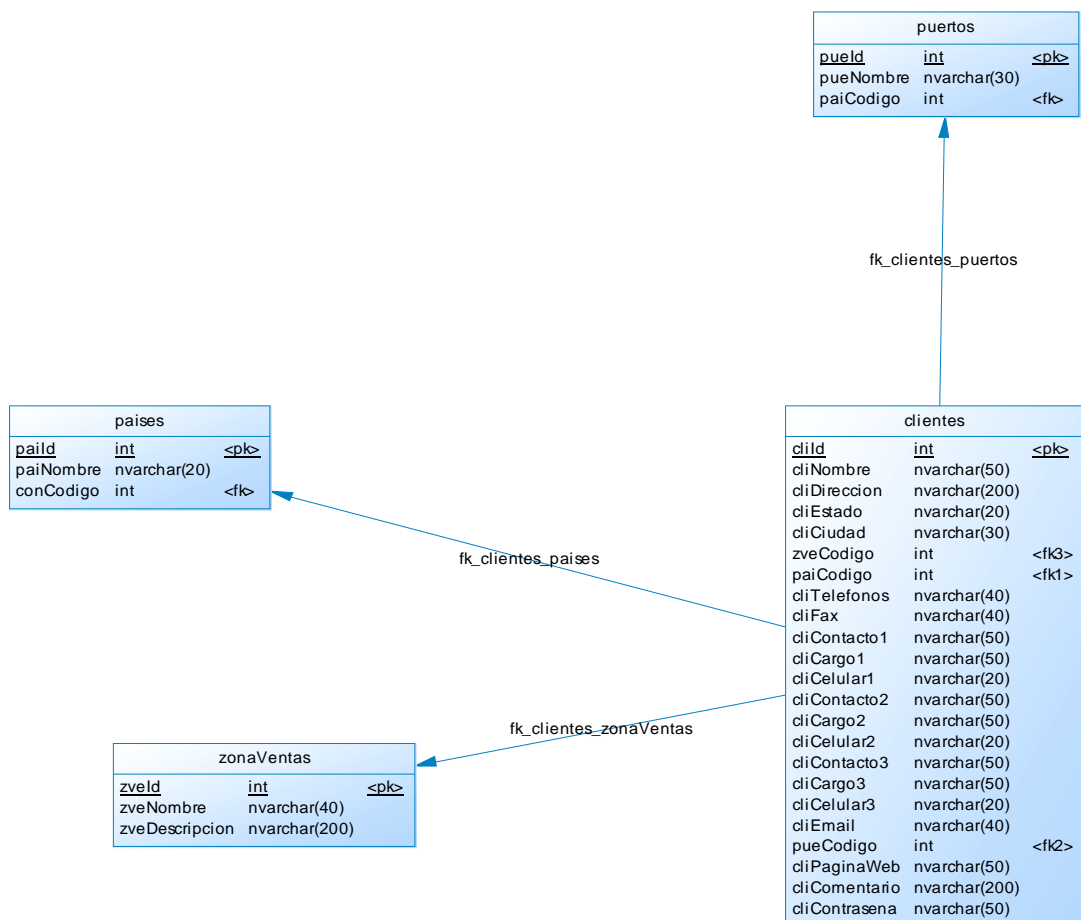 puertos
pueId int <pk>
pueNombre nvarchar(30)
paiCodigo int <fk>
fk_clientes_puertos
paises
paiId int <pk>
paiNombre nvarchar(20)
conCodigo int <fk>
clientes
cliId int <pk>
cliNombre nvarchar(50)
cliDireccion nvarchar(200)
cliEstado nvarchar(20)
cliCiudad nvarchar(30)
zveCodigo int <fk3>
paiCodigo int <fk1>
cliTelefonos nvarchar(40)
cliFax nvarchar(40)
cliContacto1 nvarchar(50)
cliCargo1 nvarchar(50)
cliCelular1 nvarchar(20)
cliContacto2 nvarchar(50)
cliCargo2 nvarchar(50)
cliCelular2 nvarchar(20)
cliContacto3 nvarchar(50)
cliCargo3 nvarchar(50)
cliCelular3 nvarchar(20)
cliEmail nvarchar(40)
pueCodigo int <fk2>
cliPaginaWeb nvarchar(50)
cliComentario nvarchar(200)
cliContrasena nvarchar(50)
fk_clientes_paises
fk_clientes_zonaVentas
zonaVentas
zveId int <pk>
zveNombre nvarchar(40)
zveDescripcion nvarchar(200)